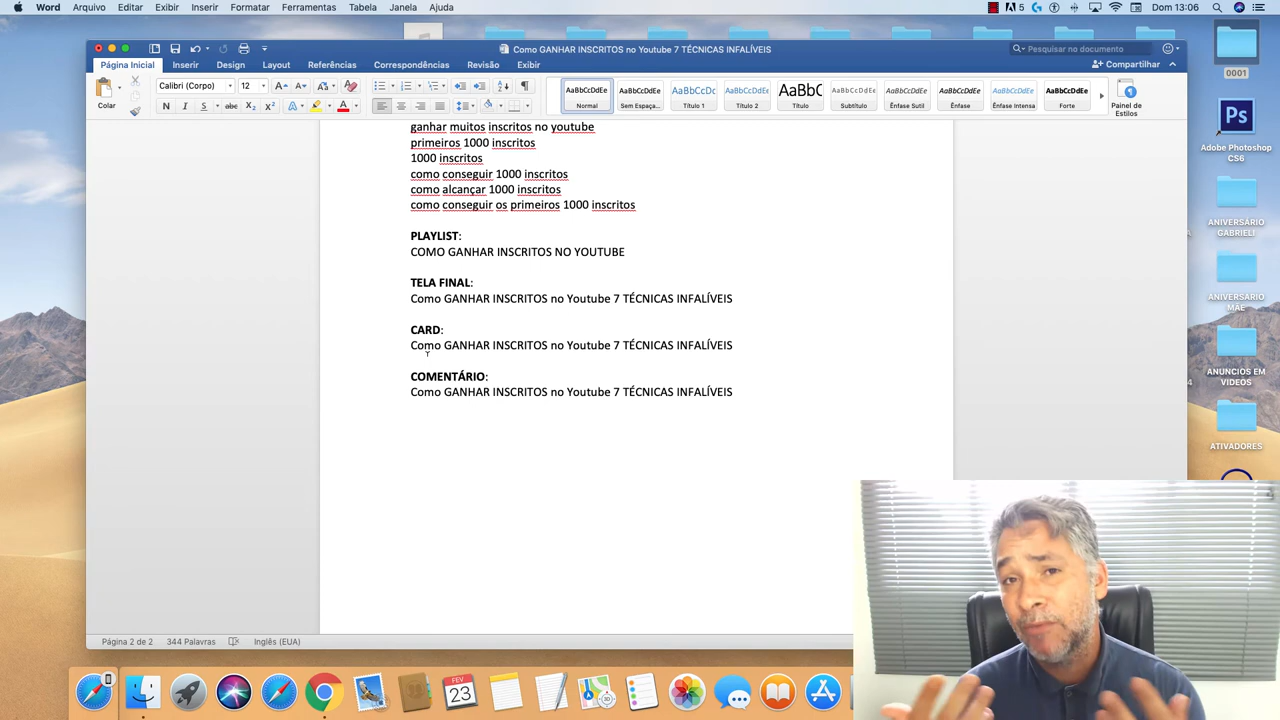 Word Arquivo Editar Exibir Inserir Formatar Ferramentas Tabela Janela Ajuda
5 Dom 13:06
Como GANHAR INSCRITOS no Youtube 7 TÉCNICAS INFALÍVEIS
Pesquisar no documento
Página Inicial Inserir Design Layout Referências Correspondências Revisão Exibir
Compartilhar
Colar
Calibri (Corpo) 12
N I S abc X2 X2
AaBbCcDdEe AaBbCcDdEe AaBbCcDc AaBbCcDdEe AaBbC AaBbCcDdEe AaBbCcDdEe AaBbCcDdEe AaBbCcDdEe AaBbCcDdEe
Normal Sem Espaça... Título 1 Título 2 Título Subtítulo Ênfase Sutil Ênfase Ênfase Intensa Forte
Painel de
Estilos
ganhar muitos inscritos no youtube
primeiros 1000 inscritos
1000 inscritos
como conseguir 1000 inscritos
como alcançar 1000 inscritos
como conseguir os primeiros 1000 inscritos
PLAYLIST:
COMO GANHAR INSCRITOS NO YOUTUBE
TELA FINAL:
Como GANHAR INSCRITOS no Youtube 7 TÉCNICAS INFALÍVEIS
CARD:
Como GANHAR INSCRITOS no Youtube 7 TÉCNICAS INFALÍVEIS
COMENTÁRIO:
Como GANHAR INSCRITOS no Youtube 7 TÉCNICAS INFALÍVEIS
Página 2 de 2 344 Palavras Inglês (EUA)
0001
Ps
Adobe Photoshop
CS6
ANIVERSÁRIO
GABRIELI
ANIVERSARIO
MÃE
ANUNCIOS EM
VIDEOS
ATIVADORES
FEV
23